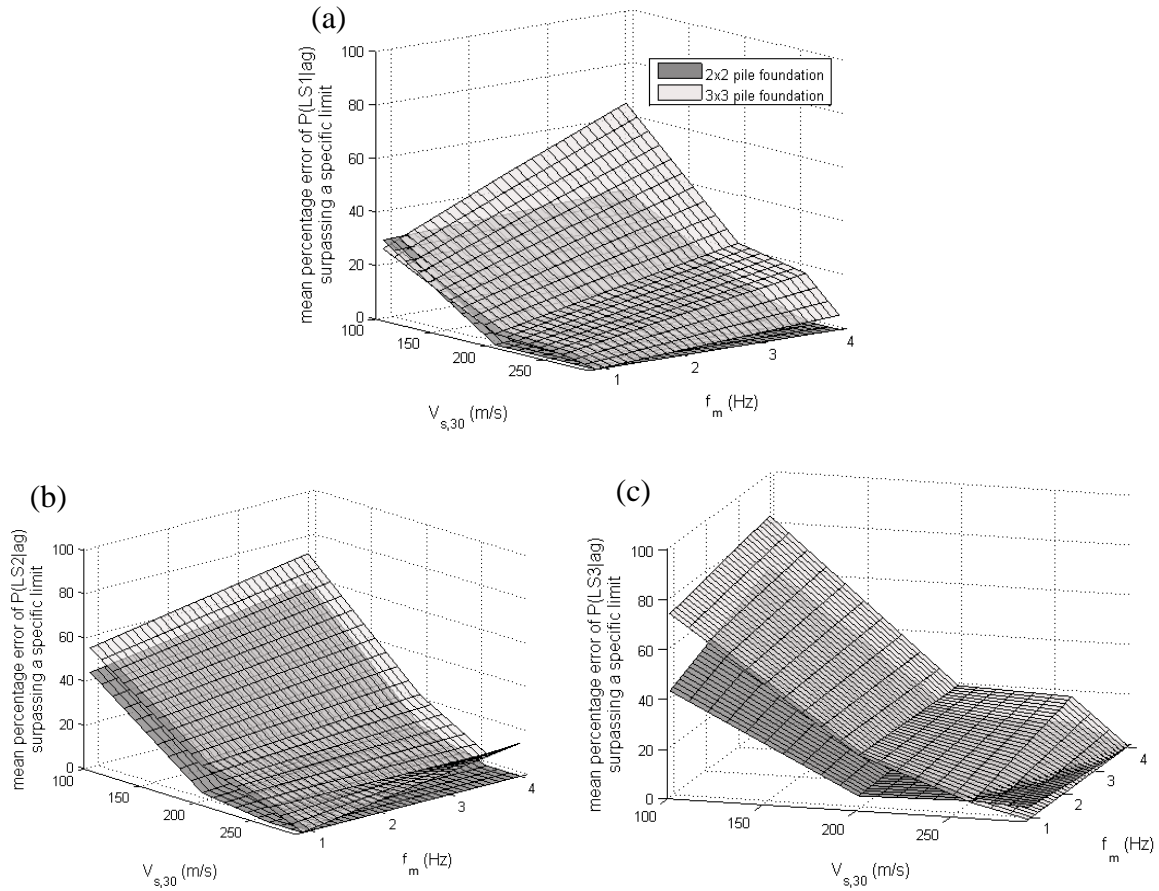 (a)
mean percentage error of P(LS1|ag)
surpassing a specific limit
100
80
60
40
20
0
100
150
200
250
1
2
3
4
V s,30 (m/s)
f_m (Hz)
2x2 pile foundation
3x3 pile foundation
(b)
mean percentage error of P(LS2|ag)
surpassing a specific limit
100
80
60
40
20
0
100
150
200
250
1
2
3
4
V s,30 (m/s)
f_m (Hz)
(c)
mean percentage error of P(LS3|ag)
surpassing a specific limit
100
80
60
40
20
0
100
150
200
250
1
2
3
4
V s,30 (m/s)
f_m (Hz)